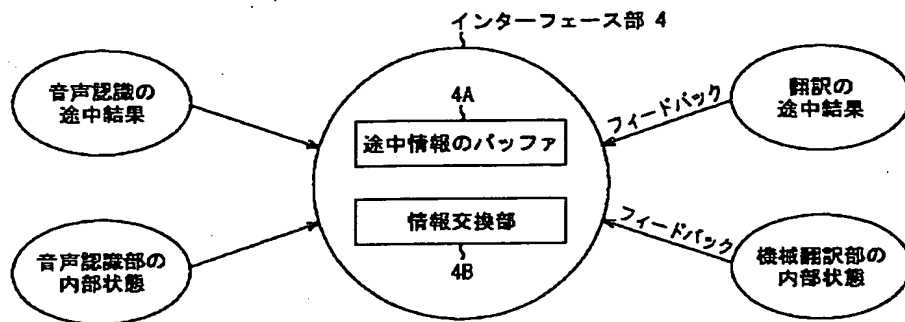 インターフェース部 4
音声認識の
途中結果
4A
途中情報のバッファ
フィードバック
翻訳の
途中結果
情報交換部
4B
音声認識部の
内部状態
フィードバック
機械翻訳部の
内部状態